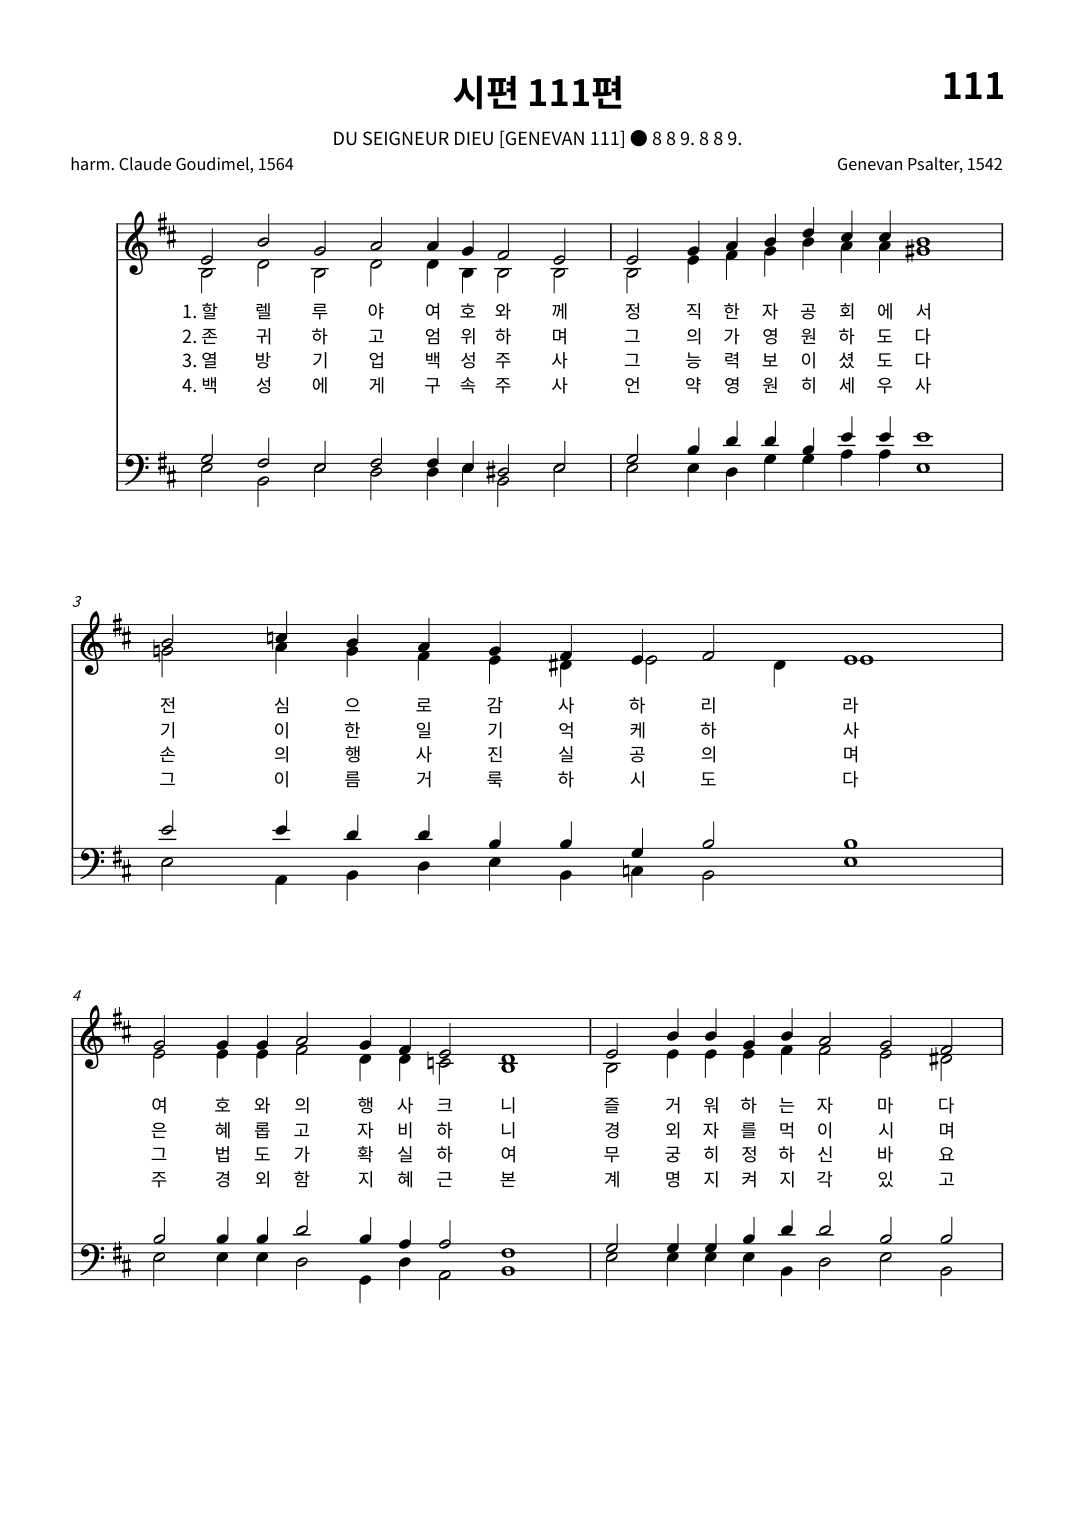 시편 111편
111
DU SEIGNEUR DIEU [GENEVAN 111] ● 8 8 9. 8 8 9.
harm. Claude Goudimel, 1564
Genevan Psalter, 1542
1. 할 렐 루 야 여 호 와 께 정 직 한 자 공 회 에 서
2. 존 귀 하 고 엄 위 하 며 그 의 가 영 원 하 도 다
3. 열 방 기 업 백 성 주 사 그 능 력 보 이 셨 도 다
4. 백 성 에 게 구 속 주 사 언 약 영 원 히 세 우 사
3
전 심 으 로 감 사 하 리 라
기 이 한 일 기 억 케 하 사
손 의 행 사 진 실 공 의 며
그 이 름 거 룩 하 시 도 다
4
여 호 와 의 행 사 크 니 즐 거 워 하 는 자 마 다
은 혜 롭 고 자 비 하 니 경 외 자 를 먹 이 시 며
그 법 도 가 확 실 하 여 무 궁 히 정 하 신 바 요
주 경 외 함 지 혜 근 본 계 명 지 켜 지 각 있 고